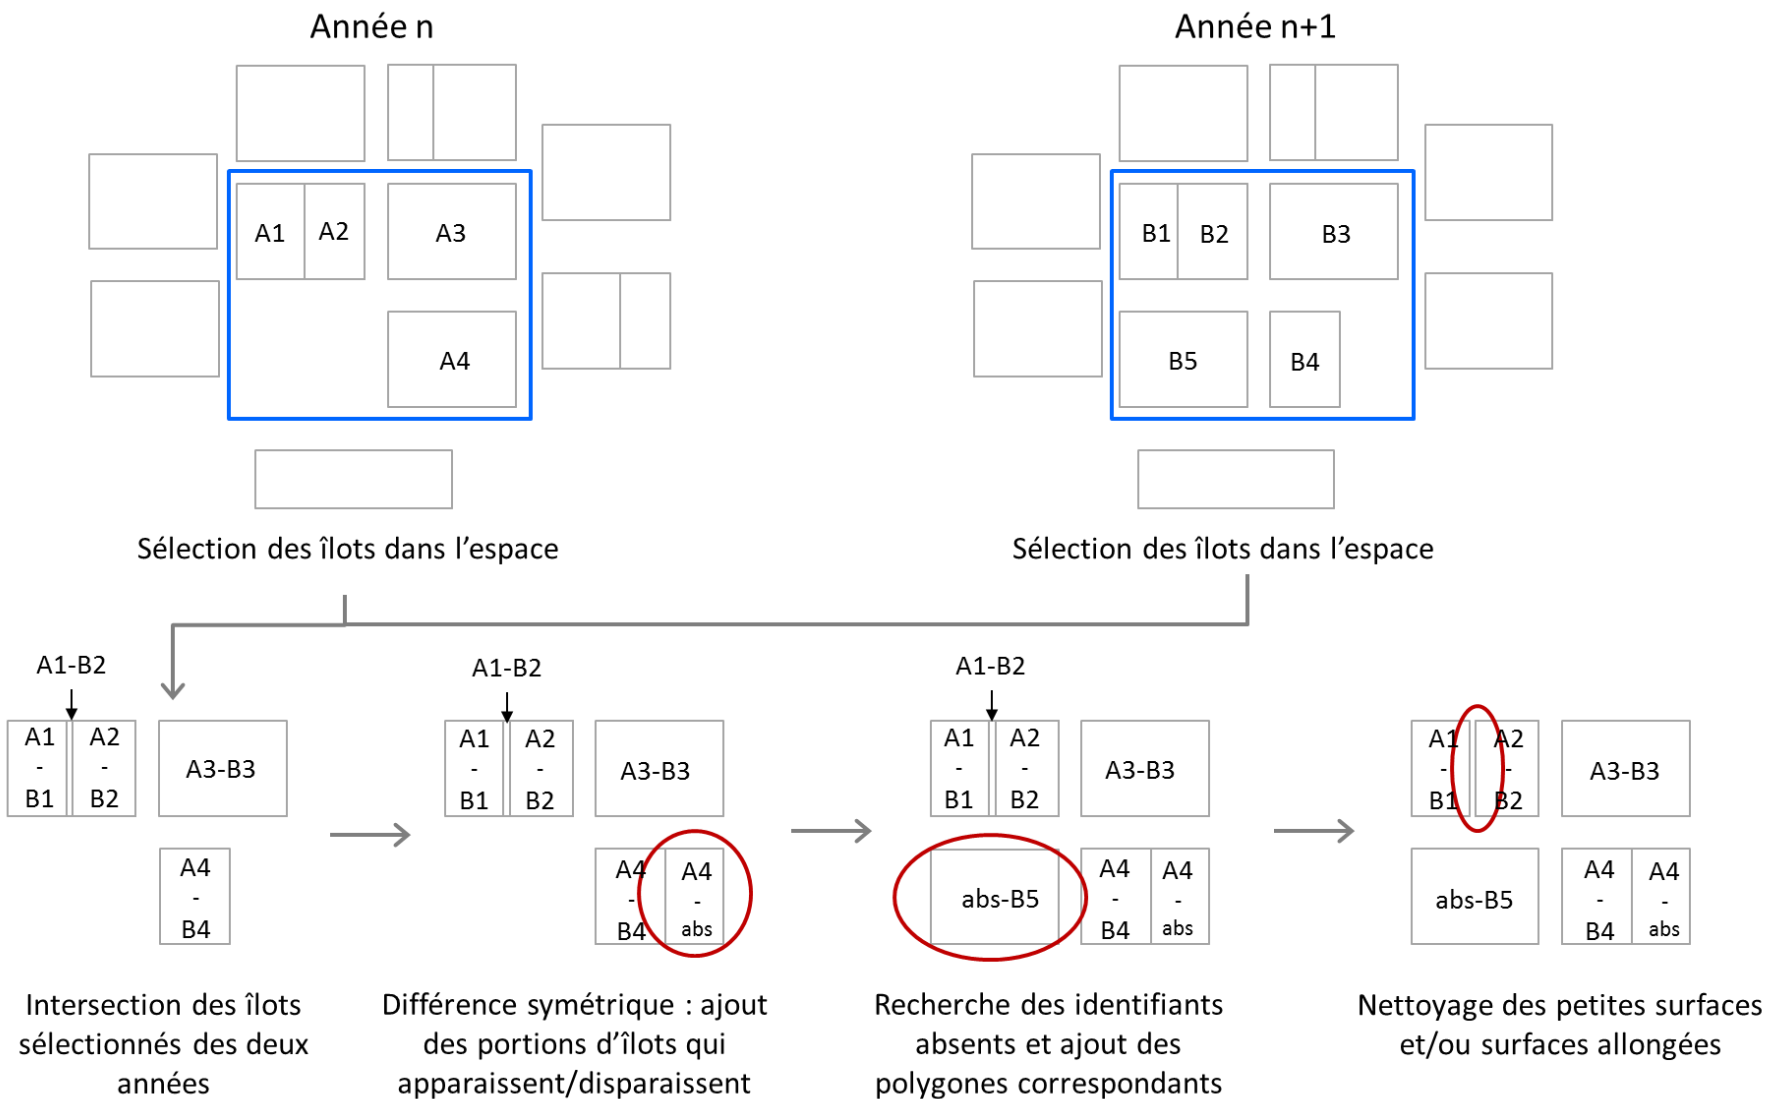 Année n
Année n+1
A1 A2 A3
A4
B1 B2 B3
B5 B4
Sélection des îlots dans l’espace
Sélection des îlots dans l’espace
A1-B2
A1
-
B1
A2
-
B2
A3-B3
A4
-
B4
Intersection des îlots
sélectionnés des deux
années
A1-B2
A1
-
B1
A2
-
B2
A3-B3
A4
-
B4
A4
-
abs
Différence symétrique : ajout
des portions d’îlots qui
apparaissent/disparaissent
A1-B2
A1
-
B1
A2
-
B2
A3-B3
abs-B5
A4
-
B4
A4
-
abs
Recherche des identifiants
absents et ajout des
polygones correspondants
A1
-
B1
A2
-
B2
A3-B3
abs-B5
A4
-
B4
A4
-
abs
Nettoyage des petites surfaces
et/ou surfaces allongées